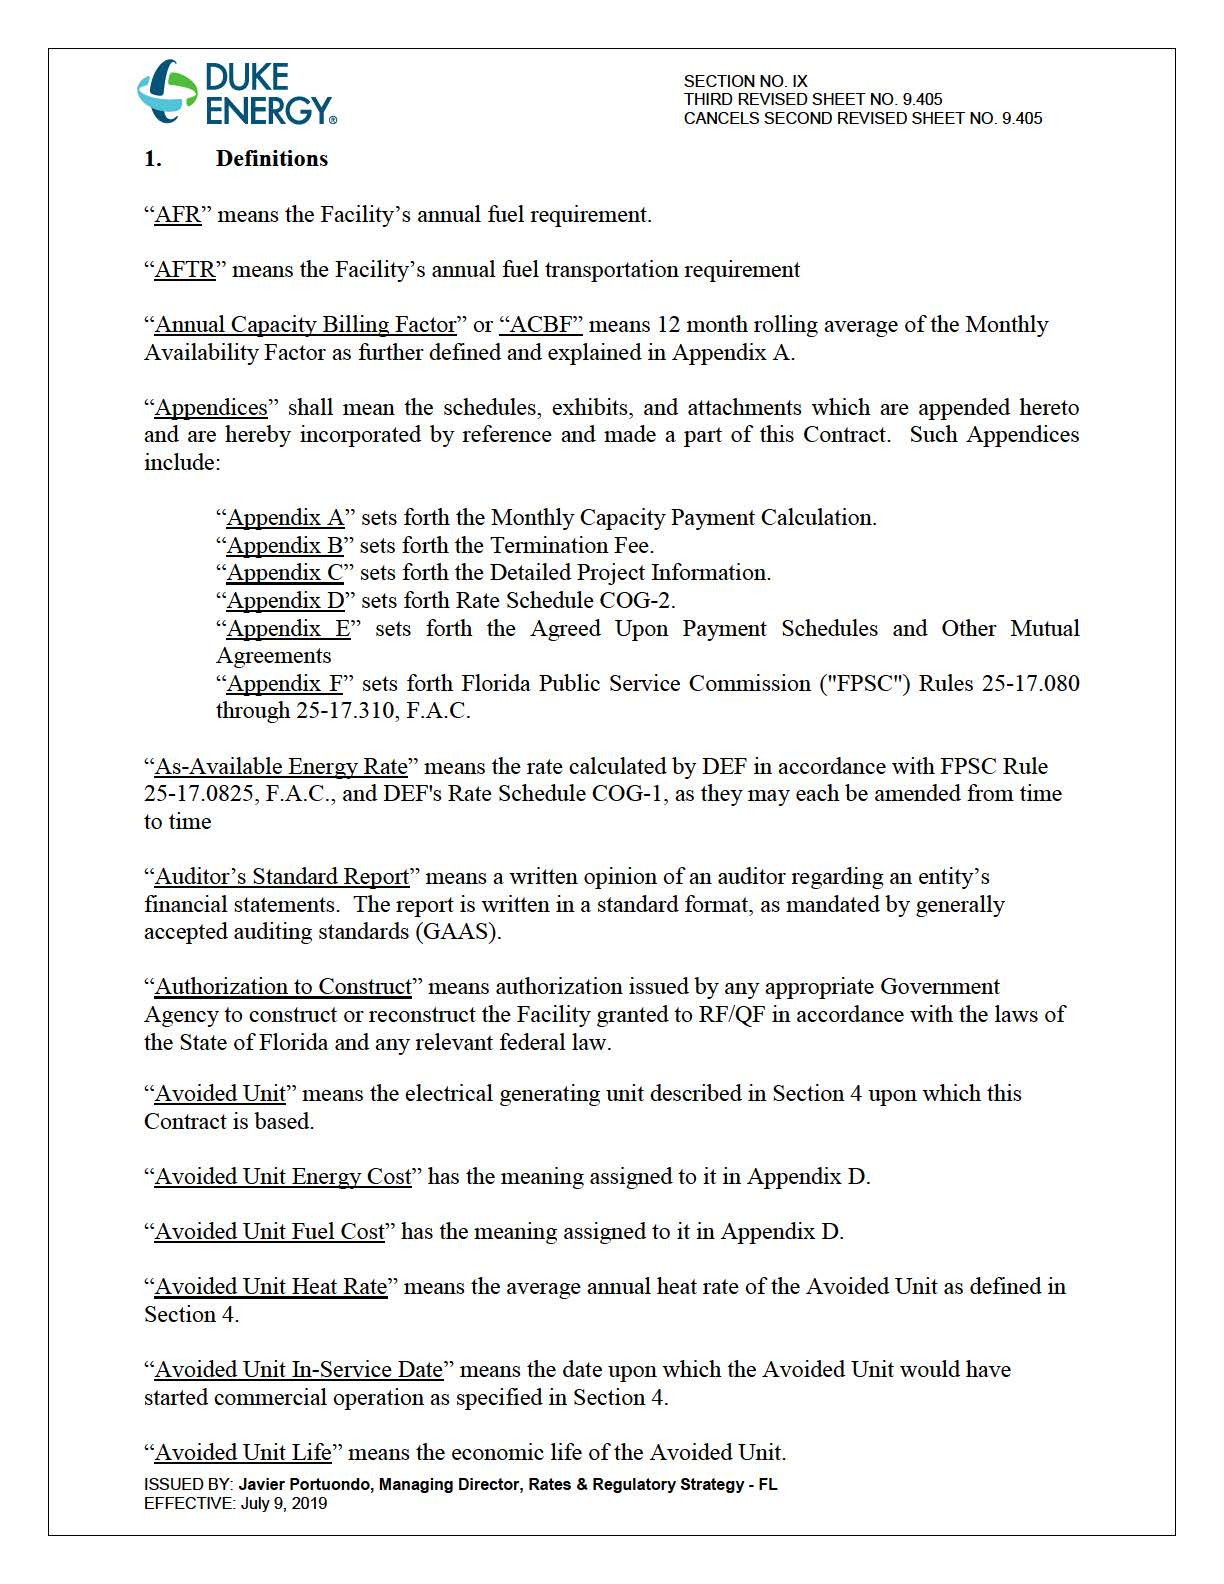 DUKE
ENERGY®
SECTION NO. IX
THIRD REVISED SHEET NO. 9.405
CANCELS SECOND REVISED SHEET NO. 9.405
1. Definitions
“AFR” means the Facility’s annual fuel requirement.
“AFTR” means the Facility’s annual fuel transportation requirement
“Annual Capacity Billing Factor” or “ACBF” means 12 month rolling average of the Monthly
Availability Factor as further defined and explained in Appendix A.
“Appendices” shall mean the schedules, exhibits, and attachments which are appended hereto
and are hereby incorporated by reference and made a part of this Contract.  Such Appendices
include:
“Appendix A” sets forth the Monthly Capacity Payment Calculation.
“Appendix B” sets forth the Termination Fee.
“Appendix C” sets forth the Detailed Project Information.
“Appendix D” sets forth Rate Schedule COG-2.
“Appendix E” sets forth the Agreed Upon Payment Schedules and Other Mutual
Agreements
“Appendix F” sets forth Florida Public Service Commission ("FPSC") Rules 25-17.080
through 25-17.310, F.A.C.
“As-Available Energy Rate” means the rate calculated by DEF in accordance with FPSC Rule
25-17.0825, F.A.C., and DEF's Rate Schedule COG-1, as they may each be amended from time
to time
“Auditor’s Standard Report” means a written opinion of an auditor regarding an entity’s
financial statements.  The report is written in a standard format, as mandated by generally
accepted auditing standards (GAAS).
“Authorization to Construct” means authorization issued by any appropriate Government
Agency to construct or reconstruct the Facility granted to RF/QF in accordance with the laws of
the State of Florida and any relevant federal law.
“Avoided Unit” means the electrical generating unit described in Section 4 upon which this
Contract is based.
“Avoided Unit Energy Cost” has the meaning assigned to it in Appendix D.
“Avoided Unit Fuel Cost” has the meaning assigned to it in Appendix D.
“Avoided Unit Heat Rate” means the average annual heat rate of the Avoided Unit as defined in
Section 4.
“Avoided Unit In-Service Date” means the date upon which the Avoided Unit would have
started commercial operation as specified in Section 4.
“Avoided Unit Life” means the economic life of the Avoided Unit.
ISSUED BY: Javier Portuondo, Managing Director, Rates & Regulatory Strategy - FL
EFFECTIVE: July 9, 2019